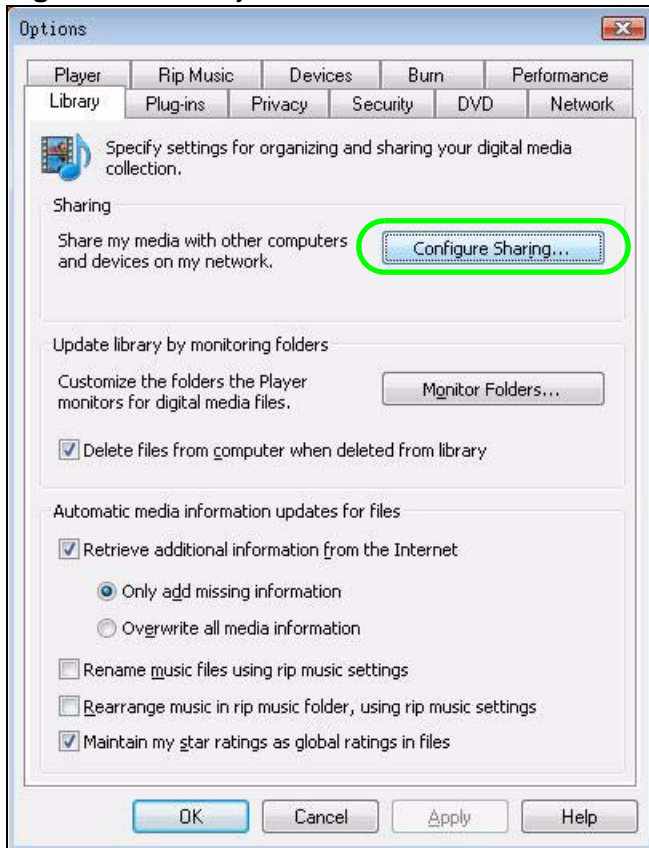 Options
Player Rip Music Devices Burn Performance
Library Plug-ins Privacy Security DVD Network
Specify settings for organizing and sharing your digital media
collection.
Sharing
Share my media with other computers
and devices on my network.
Configure Sharing...
Update library by monitoring folders
Customize the folders the Player
monitors for digital media files.
Monitor Folders...
Delete files from computer when deleted from library
Automatic media information updates for files
Retrieve additional information from the Internet
Only add missing information
Overwrite all media information
Rename music files using rip music settings
Rearrange music in rip music folder, using rip music settings
Maintain my star ratings as global ratings in files
OK Cancel Apply Help